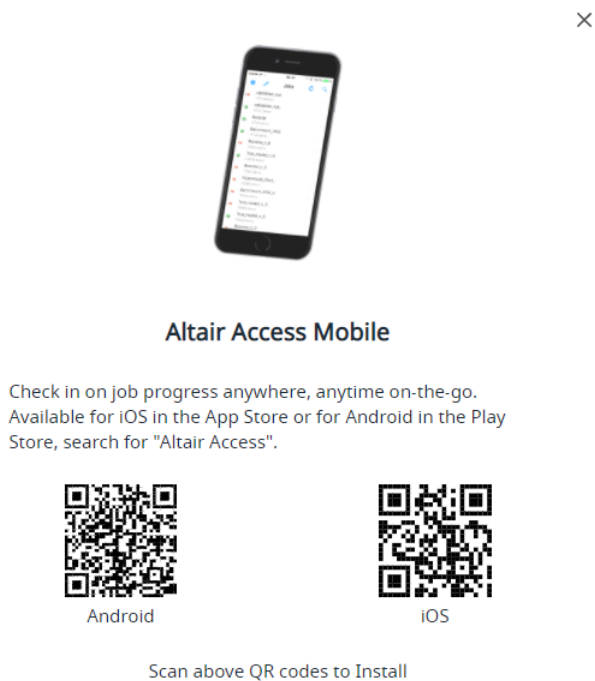 Altair Access Mobile
Check in on job progress anywhere, anytime on-the-go.
Available for iOS in the App Store or for Android in the Play
Store, search for "Altair Access".
Android
iOS
Scan above QR codes to Install